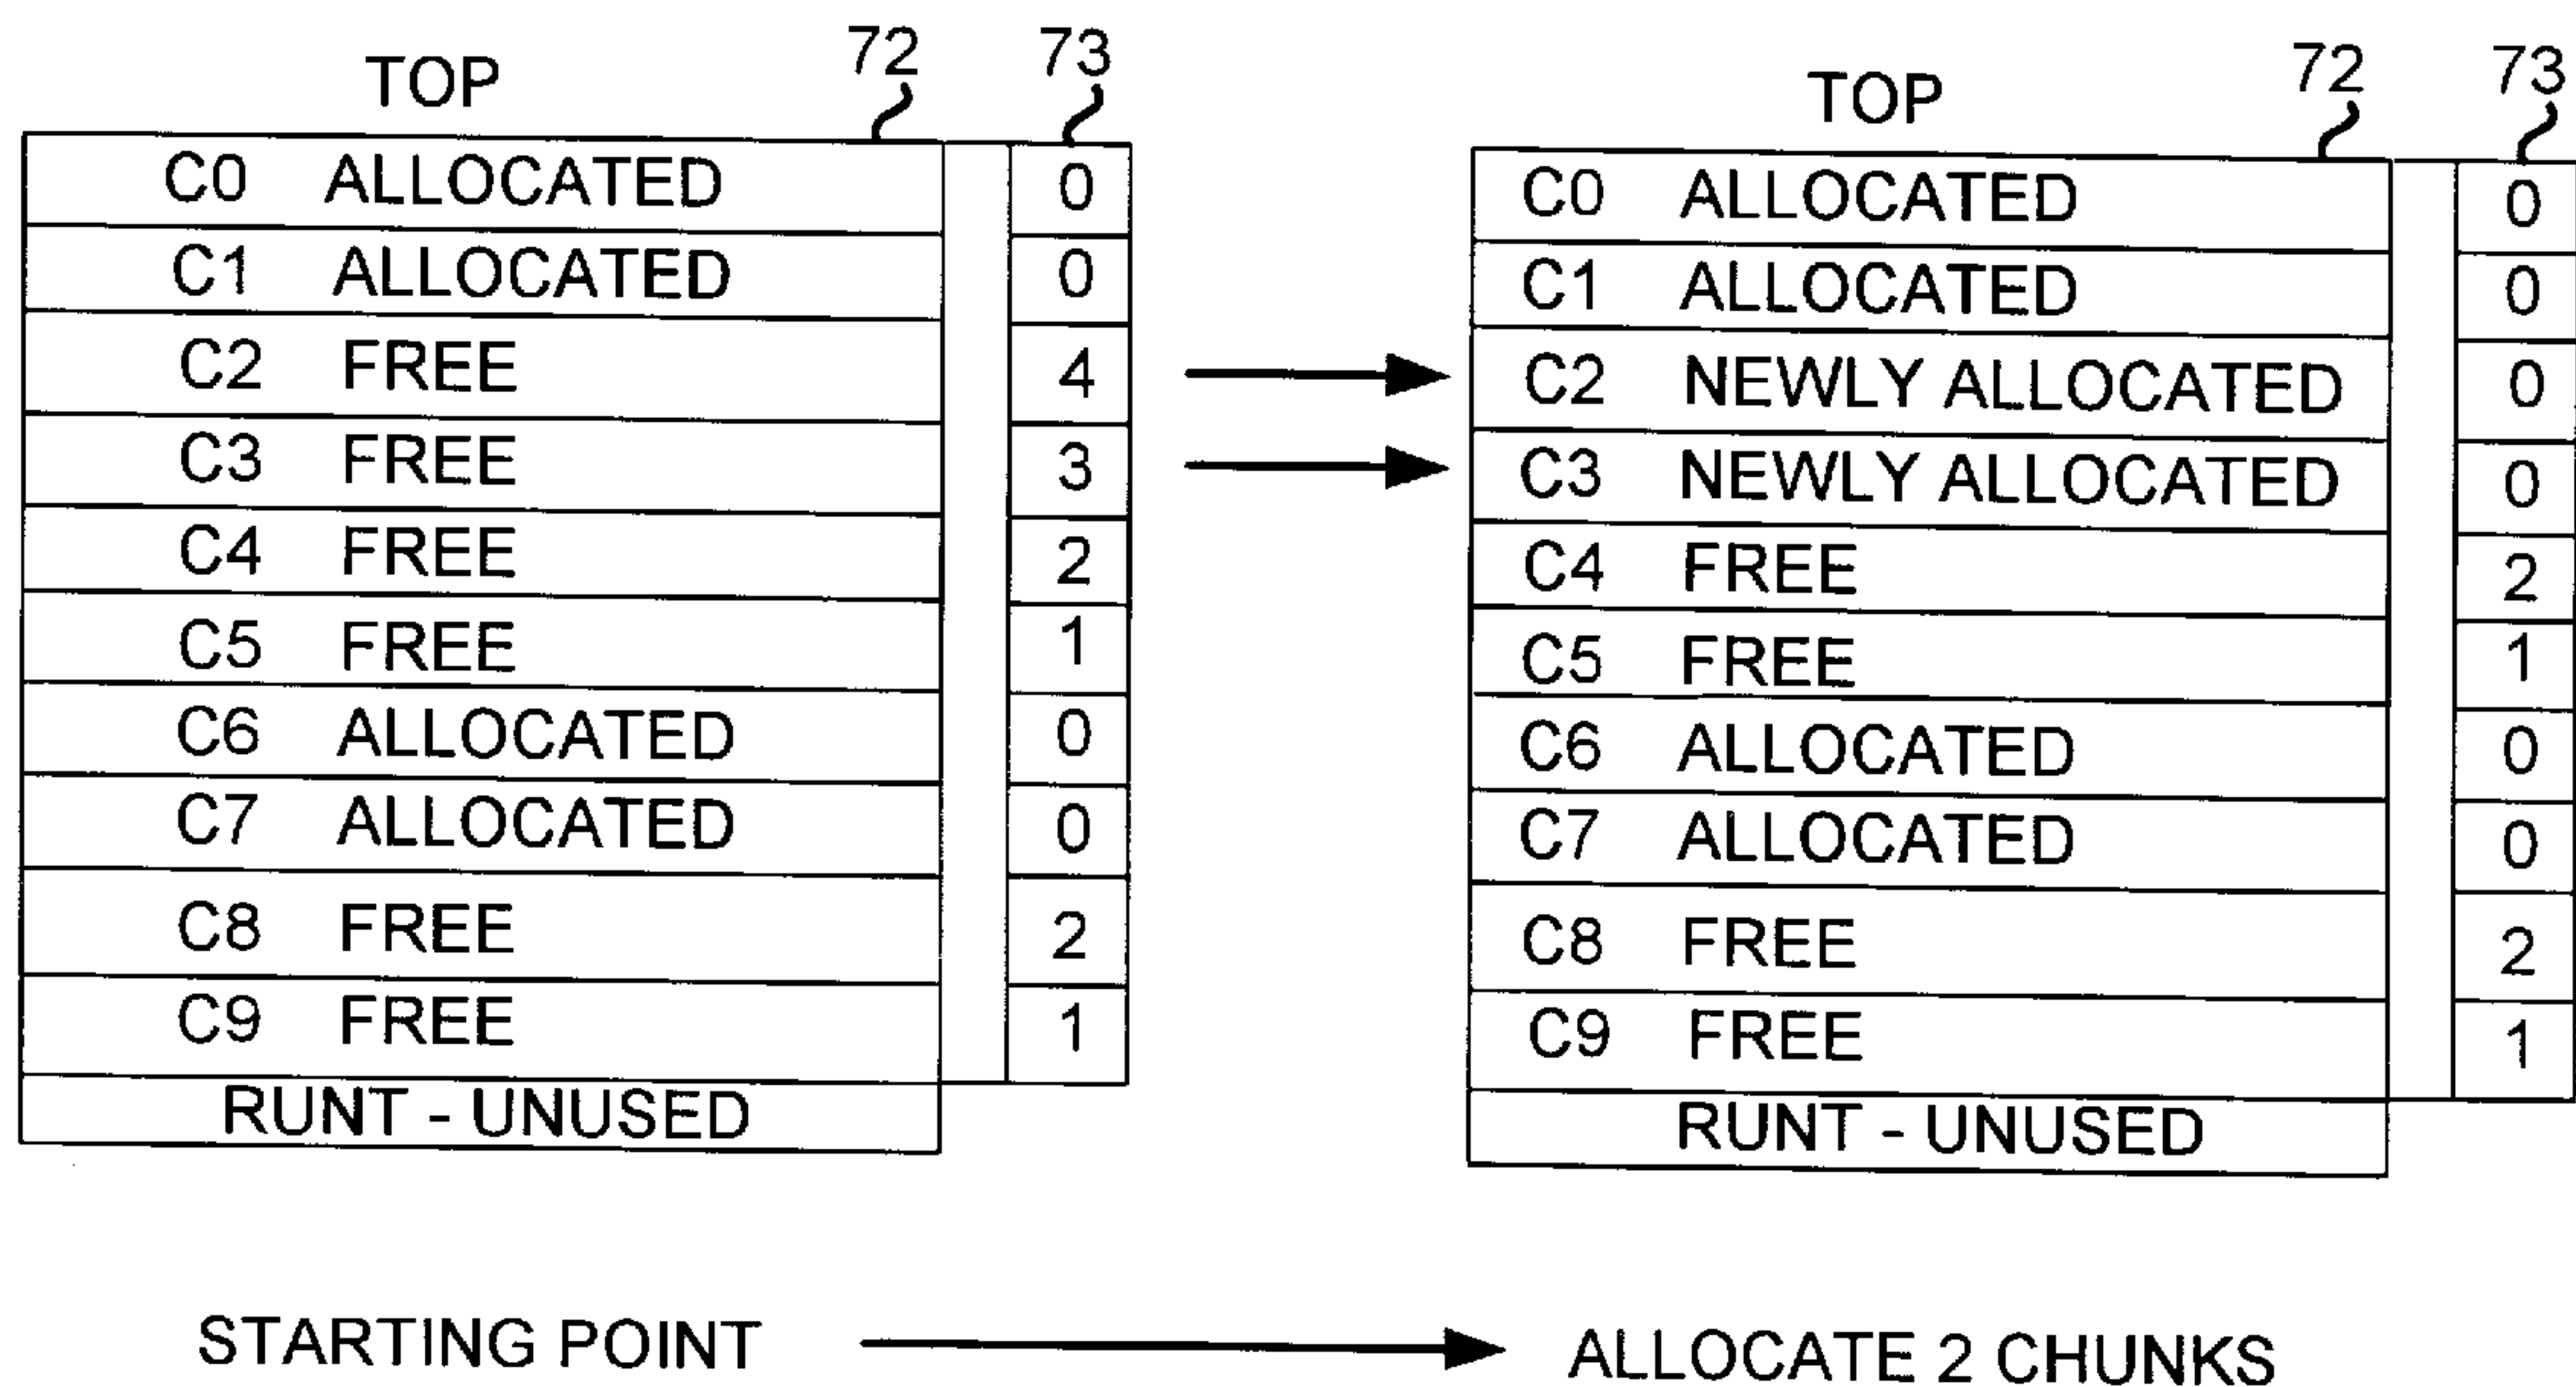 TOP 72 73
C0 ALLOCATED 0
C1 ALLOCATED 0
C2 FREE 4
C3 FREE 3
C4 FREE 2
C5 FREE 1
C6 ALLOCATED 0
C7 ALLOCATED 0
C8 FREE 2
C9 FREE 1
RUNT - UNUSED
STARTING POINT
TOP 72 73
C0 ALLOCATED 0
C1 ALLOCATED 0
C2 NEWLY ALLOCATED 0
C3 NEWLY ALLOCATED 0
C4 FREE 2
C5 FREE 1
C6 ALLOCATED 0
C7 ALLOCATED 0
C8 FREE 2
C9 FREE 1
RUNT - UNUSED
ALLOCATE 2 CHUNKS